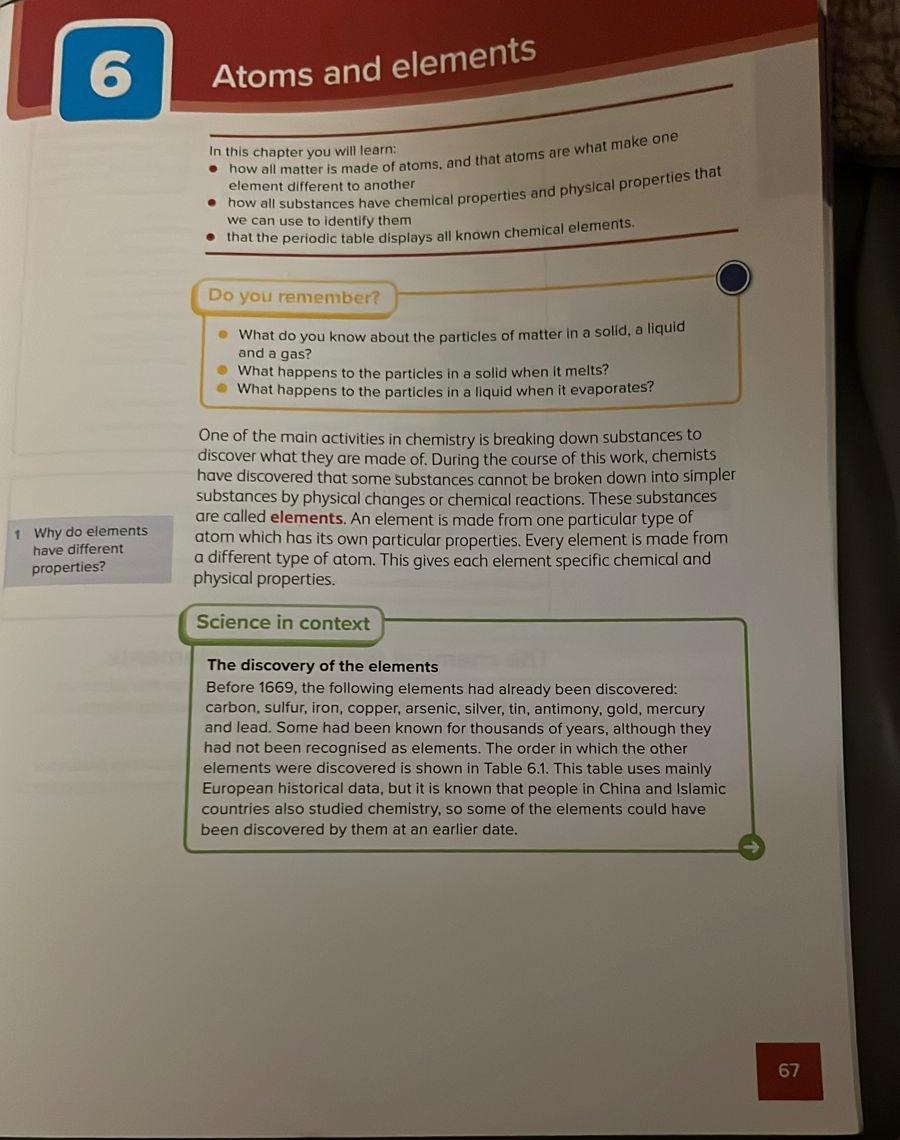 6
Atoms and elements
In this chapter you will learn:
● how all matter is made of atoms, and that atoms are what make one
element different to another
● how all substances have chemical properties and physical properties that
we can use to identify them
● that the periodic table displays all known chemical elements.
Do you remember?
● What do you know about the particles of matter in a solid, a liquid
and a gas?
● What happens to the particles in a solid when it melts?
● What happens to the particles in a liquid when it evaporates?
One of the main activities in chemistry is breaking down substances to
discover what they are made of. During the course of this work, chemists
have discovered that some substances cannot be broken down into simpler
substances by physical changes or chemical reactions. These substances
are called elements. An element is made from one particular type of
atom which has its own particular properties. Every element is made from
a different type of atom. This gives each element specific chemical and
physical properties.
1 Why do elements
have different
properties?
Science in context
The discovery of the elements
Before 1669, the following elements had already been discovered:
carbon, sulfur, iron, copper, arsenic, silver, tin, antimony, gold, mercury
and lead. Some had been known for thousands of years, although they
had not been recognised as elements. The order in which the other
elements were discovered is shown in Table 6.1. This table uses mainly
European historical data, but it is known that people in China and Islamic
countries also studied chemistry, so some of the elements could have
been discovered by them at an earlier date.
67